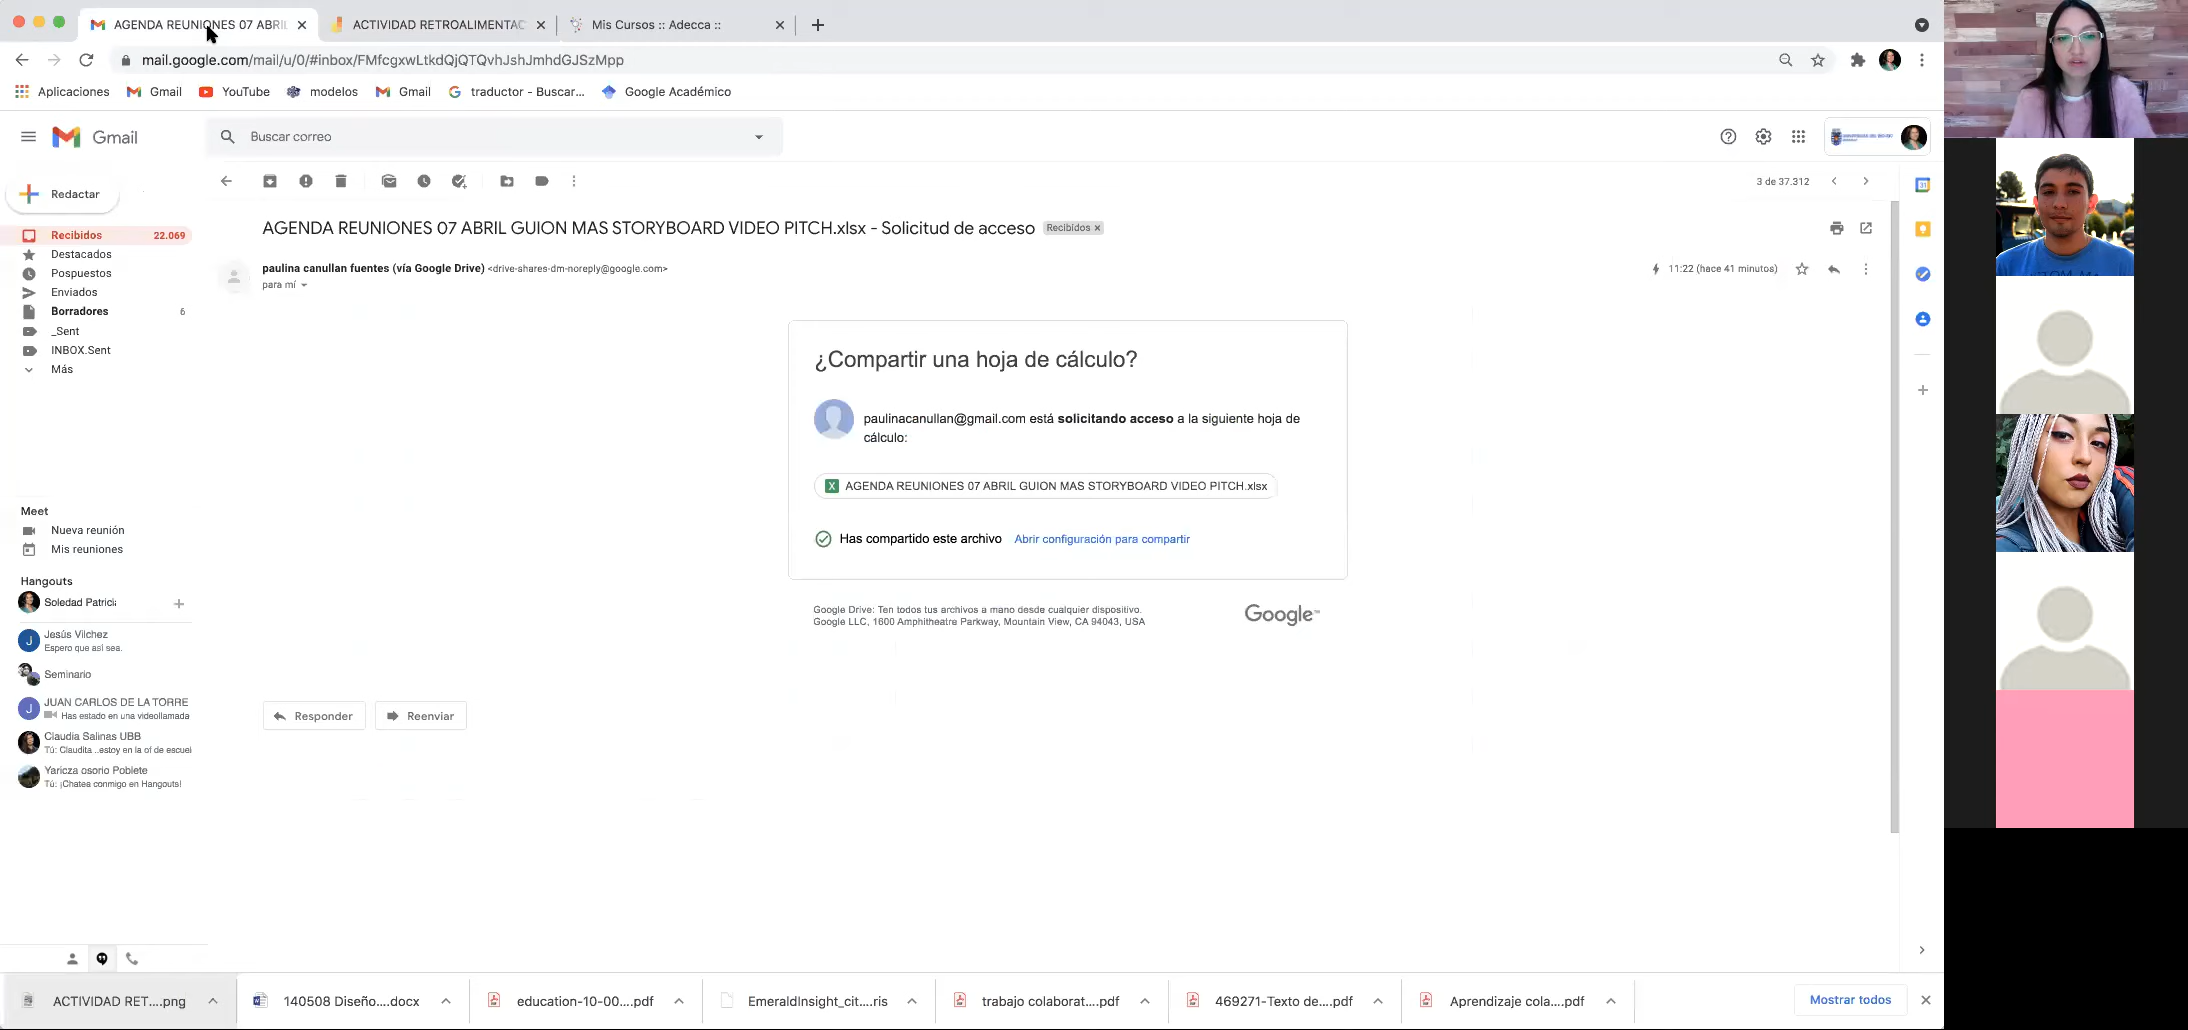 AGENDA REUNIONES 07 ABRIL
ACTIVIDAD RETROALIMENTAC
Mis Cursos :: Adecca ::
mail.google.com/mail/u/0/#inbox/FMfcgxwLtkdQjQTQvhJshJmhdGJSzMpp
Aplicaciones
Gmail
YouTube
modelos
Gmail
traductor - Buscar...
Google Académico
Gmail
Buscar correo
Redactar
3 de 37.312
AGENDA REUNIONES 07 ABRIL GUION MAS STORYBOARD VIDEO PITCH.xlsx - Solicitud de acceso
Recibidos x
Recibidos 22.069
Destacados
Pospuestos
Enviados
Borradores 6
_Sent
INBOX.Sent
Más
paulina canullan fuentes (vía Google Drive) <drive-shares-dm-noreply@google.com>
para mí
11:22 (hace 41 minutos)
¿Compartir una hoja de cálculo?
paulinacanullan@gmail.com está solicitando acceso a la siguiente hoja de
cálculo:
AGENDA REUNIONES 07 ABRIL GUION MAS STORYBOARD VIDEO PITCH.xlsx
Has compartido este archivo Abrir configuración para compartir
Google Drive: Ten todos tus archivos a mano desde cualquier dispositivo.
Google LLC, 1600 Amphitheatre Parkway, Mountain View, CA 94043, USA
Google™
Meet
Nueva reunión
Mis reuniones
Hangouts
Soledad Patricia
Jesús Vilchez
Espero que así sea.
Seminario
JUAN CARLOS DE LA TORRE
Has estado en una videollamada
Claudia Salinas UBB
Tú: Claudita ..estoy en la of de escuel
Yaricza osorio Poblete
Tú: ¡Chatea conmigo en Hangouts!
Responder
Reenviar
ACTIVIDAD RET....png
140508 Diseño....docx
education-10-00....pdf
EmeraldInsight_cit....ris
trabajo colaborat....pdf
469271-Texto de....pdf
Aprendizaje cola....pdf
Mostrar todos